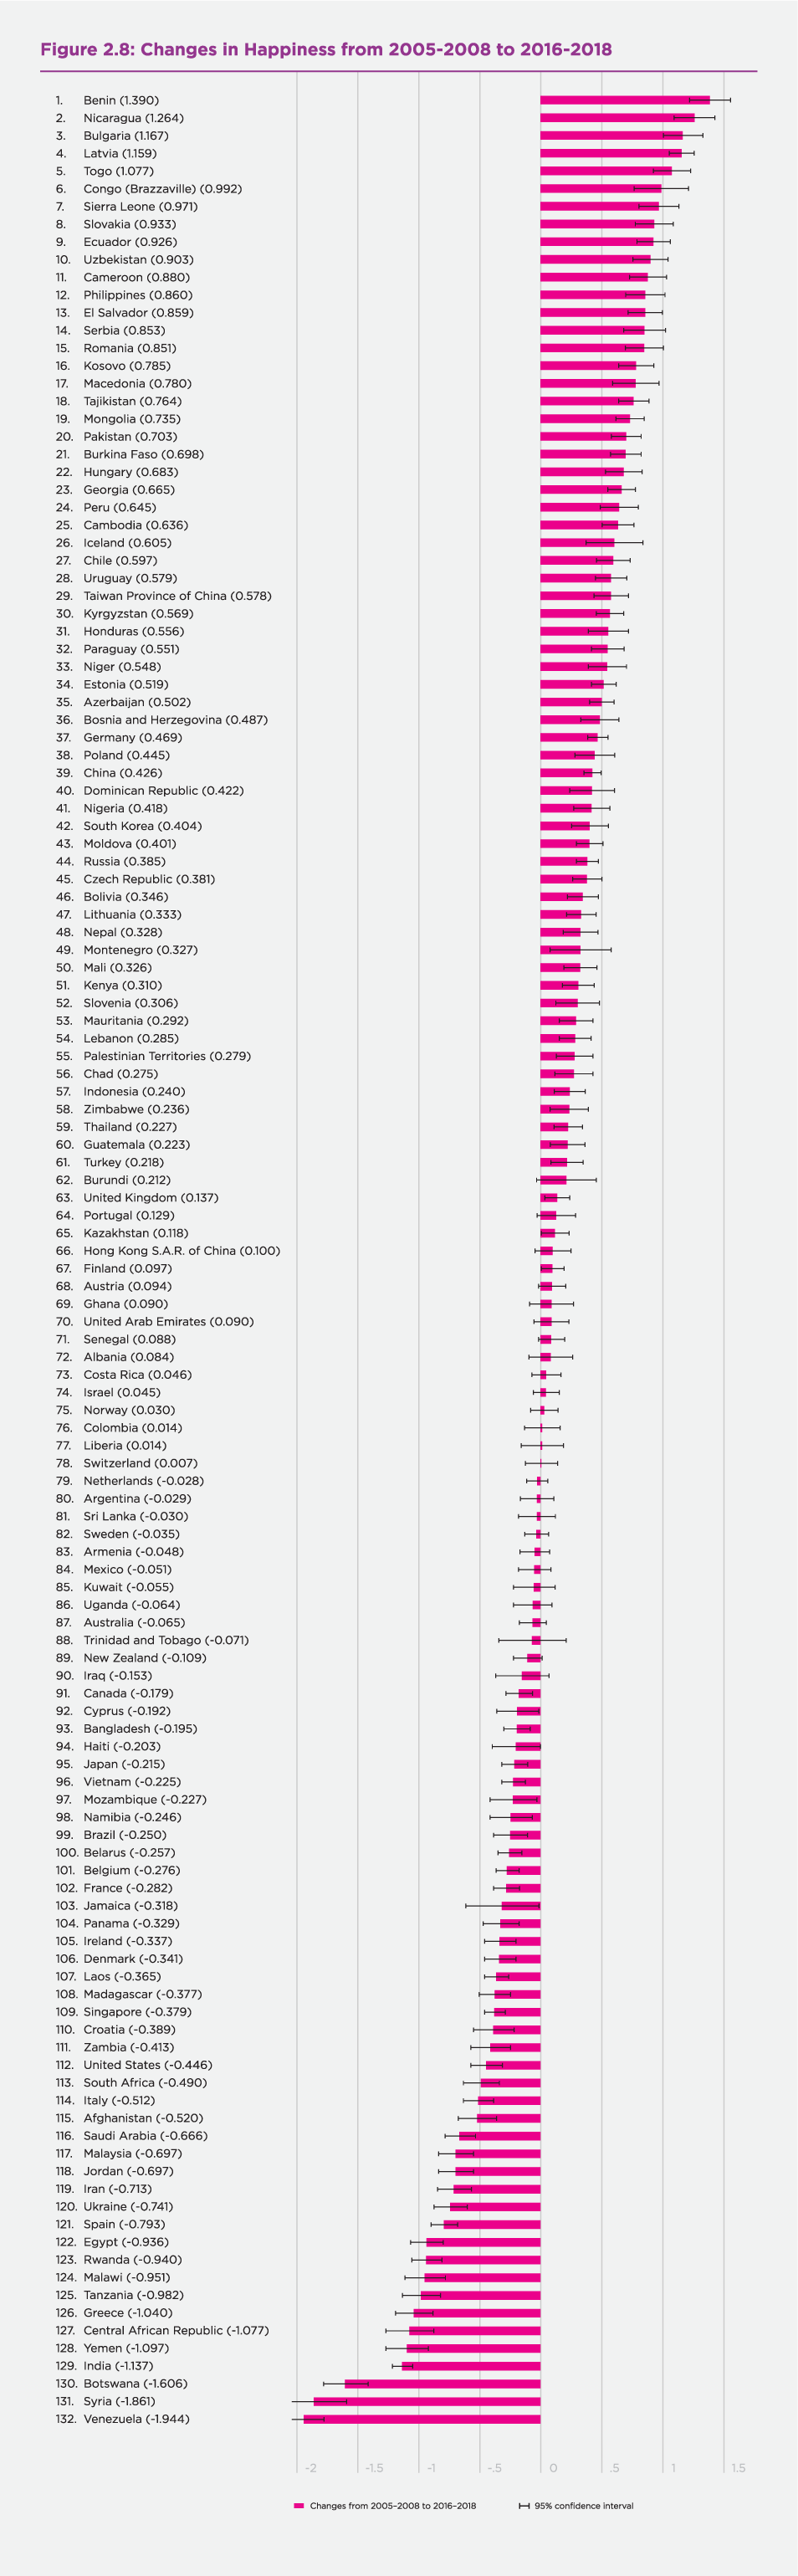 Figure 2.8: Changes in Happiness from 2005-2008 to 2016-2018
1. Benin (1.390)
2. Nicaragua (1.264)
3. Bulgaria (1.167)
4. Latvia (1.159)
5. Togo (1.077)
6. Congo (Brazzaville) (0.992)
7. Sierra Leone (0.971)
8. Slovakia (0.933)
9. Ecuador (0.926)
10. Uzbekistan (0.903)
11. Cameroon (0.880)
12. Philippines (0.860)
13. El Salvador (0.859)
14. Serbia (0.853)
15. Romania (0.851)
16. Kosovo (0.785)
17. Macedonia (0.780)
18. Tajikistan (0.764)
19. Mongolia (0.735)
20. Pakistan (0.703)
21. Burkina Faso (0.698)
22. Hungary (0.683)
23. Georgia (0.665)
24. Peru (0.645)
25. Cambodia (0.636)
26. Iceland (0.605)
27. Chile (0.597)
28. Uruguay (0.579)
29. Taiwan Province of China (0.578)
30. Kyrgyzstan (0.569)
31. Honduras (0.556)
32. Paraguay (0.551)
33. Niger (0.548)
34. Estonia (0.519)
35. Azerbaijan (0.502)
36. Bosnia and Herzegovina (0.487)
37. Germany (0.469)
38. Poland (0.445)
39. China (0.426)
40. Dominican Republic (0.422)
41. Nigeria (0.418)
42. South Korea (0.404)
43. Moldova (0.401)
44. Russia (0.385)
45. Czech Republic (0.381)
46. Bolivia (0.346)
47. Lithuania (0.333)
48. Nepal (0.328)
49. Montenegro (0.327)
50. Mali (0.326)
51. Kenya (0.310)
52. Slovenia (0.306)
53. Mauritania (0.292)
54. Lebanon (0.285)
55. Palestinian Territories (0.279)
56. Chad (0.275)
57. Indonesia (0.240)
58. Zimbabwe (0.236)
59. Thailand (0.227)
60. Guatemala (0.223)
61. Turkey (0.218)
62. Burundi (0.212)
63. United Kingdom (0.137)
64. Portugal (0.129)
65. Kazakhstan (0.118)
66. Hong Kong S.A.R. of China (0.100)
67. Finland (0.097)
68. Austria (0.094)
69. Ghana (0.090)
70. United Arab Emirates (0.090)
71. Senegal (0.088)
72. Albania (0.084)
73. Costa Rica (0.046)
74. Israel (0.045)
75. Norway (0.030)
76. Colombia (0.014)
77. Liberia (0.014)
78. Switzerland (0.007)
79. Netherlands (-0.028)
80. Argentina (-0.029)
81. Sri Lanka (-0.030)
82. Sweden (-0.035)
83. Armenia (-0.048)
84. Mexico (-0.051)
85. Kuwait (-0.055)
86. Uganda (-0.064)
87. Australia (-0.065)
88. Trinidad and Tobago (-0.071)
89. New Zealand (-0.109)
90. Iraq (-0.153)
91. Canada (-0.179)
92. Cyprus (-0.192)
93. Bangladesh (-0.195)
94. Haiti (-0.203)
95. Japan (-0.215)
96. Vietnam (-0.225)
97. Mozambique (-0.227)
98. Namibia (-0.246)
99. Brazil (-0.250)
100. Belarus (-0.257)
101. Belgium (-0.276)
102. France (-0.282)
103. Jamaica (-0.318)
104. Panama (-0.329)
105. Ireland (-0.337)
106. Denmark (-0.341)
107. Laos (-0.365)
108. Madagascar (-0.377)
109. Singapore (-0.379)
110. Croatia (-0.389)
111. Zambia (-0.413)
112. United States (-0.446)
113. South Africa (-0.490)
114. Italy (-0.512)
115. Afghanistan (-0.520)
116. Saudi Arabia (-0.666)
117. Malaysia (-0.697)
118. Jordan (-0.697)
119. Iran (-0.713)
120. Ukraine (-0.741)
121. Spain (-0.793)
122. Egypt (-0.936)
123. Rwanda (-0.940)
124. Malawi (-0.951)
125. Tanzania (-0.982)
126. Greece (-1.040)
127. Central African Republic (-1.077)
128. Yemen (-1.097)
129. India (-1.137)
130. Botswana (-1.606)
131. Syria (-1.861)
132. Venezuela (-1.944)
-2 -1.5 -1 -.5 0 .5 1 1.5
Changes from 2005–2008 to 2016–2018 95% confidence interval